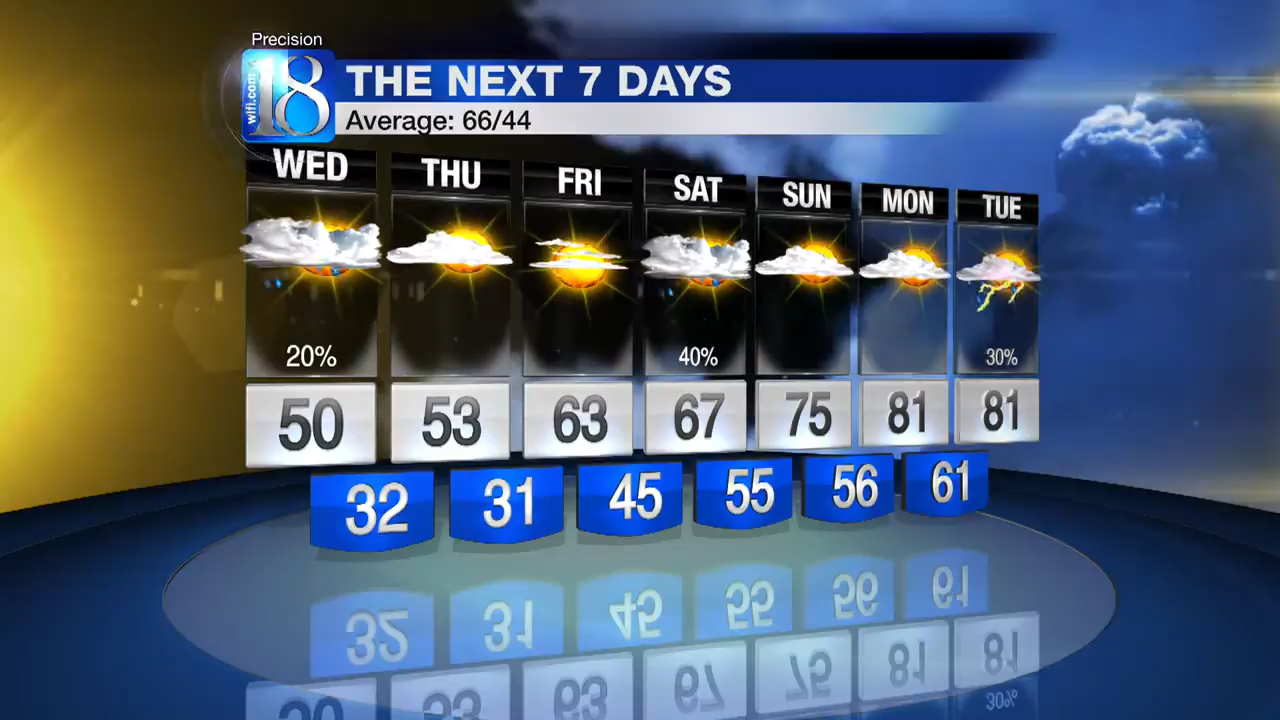 Precision
wlfi.com 18
THE NEXT 7 DAYS
Average: 66/44
WED THU FRI SAT SUN MON TUE
20% 40% 30%
50 53 63 67 75 81 81
32 31 45 55 56 61